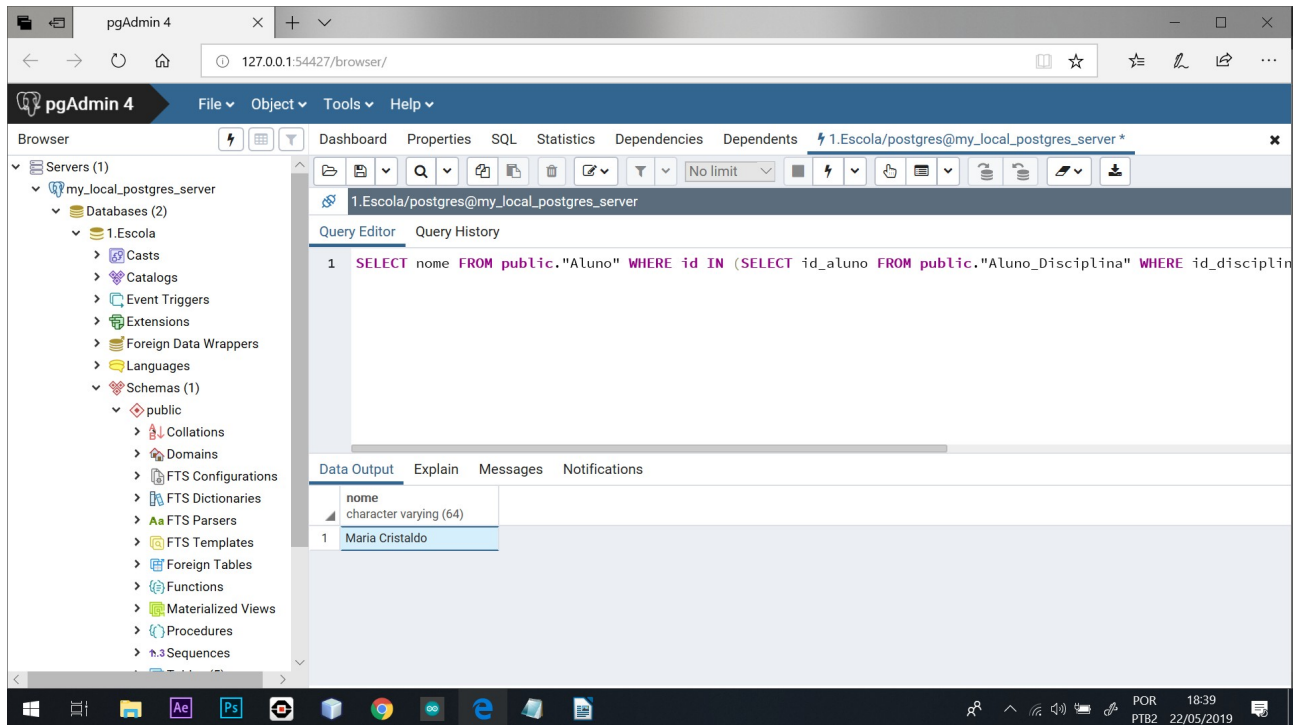 pgAdmin 4
127.0.0.1:54427/browser/
pgAdmin 4 File Object Tools Help
Browser
Dashboard Properties SQL Statistics Dependencies Dependents 1.Escola/postgres@my_local_postgres_server *
No limit
1.Escola/postgres@my_local_postgres_server
Query Editor Query History
1 SELECT nome FROM public."Aluno" WHERE id IN (SELECT id_aluno FROM public."Aluno_Disciplina" WHERE id_disciplin
Servers (1)
my_local_postgres_server
Databases (2)
1.Escola
Casts
Catalogs
Event Triggers
Extensions
Foreign Data Wrappers
Languages
Schemas (1)
public
Collations
Domains
FTS Configurations
FTS Dictionaries
Aa FTS Parsers
FTS Templates
Foreign Tables
Functions
Materialized Views
Procedures
1..3 Sequences
Data Output Explain Messages Notifications
nome
character varying (64)
1 Maria Cristaldo
Ae Ps
POR 18:39
PTB2 22/05/2019